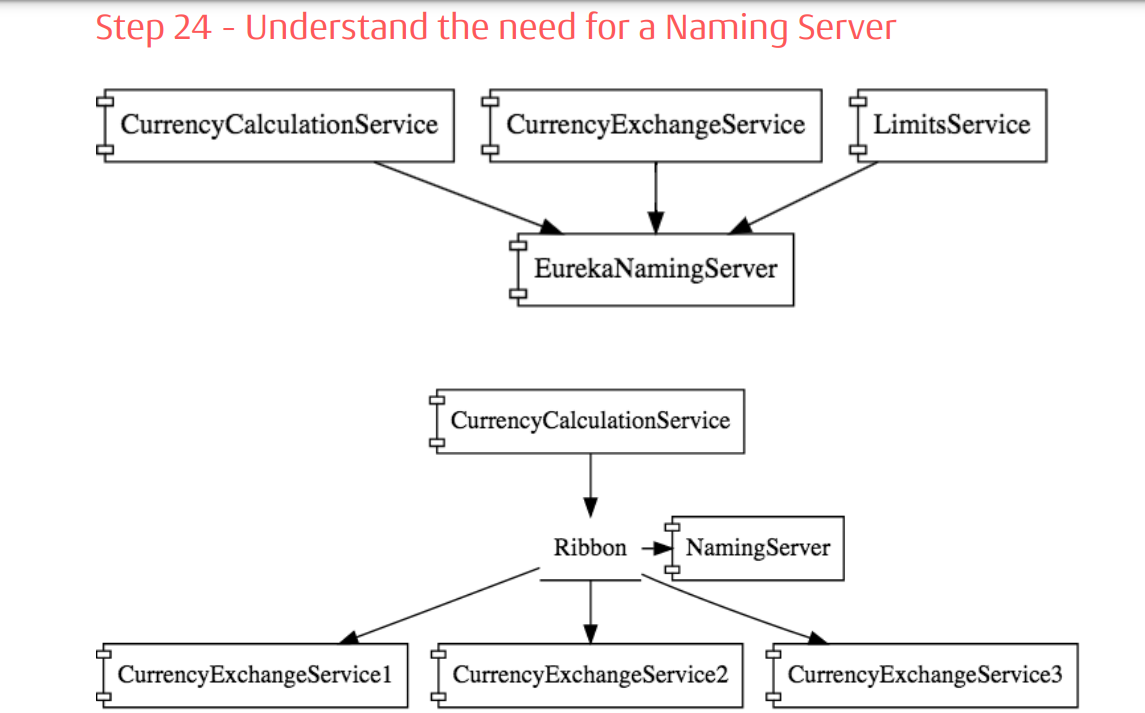 Step 24 - Understand the need for a Naming Server
CurrencyCalculationService
CurrencyExchangeService
LimitsService
EurekaNamingServer
CurrencyCalculationService
Ribbon
NamingServer
CurrencyExchangeService1
CurrencyExchangeService2
CurrencyExchangeService3